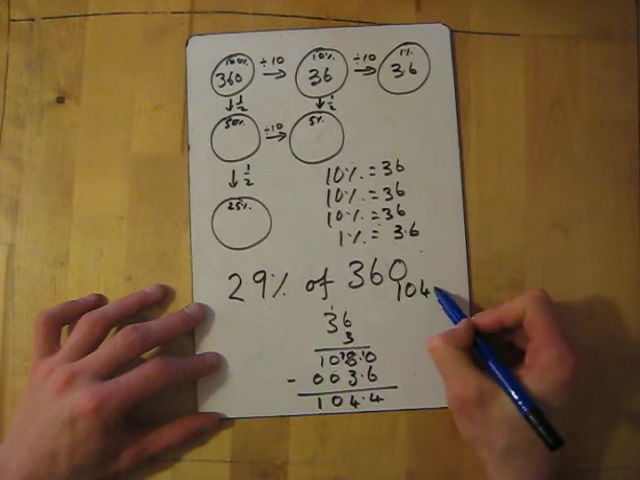 100% ÷10 10% ÷10 1%
360 → 36 → 3.6
↓ 1/2 ↓ 1/2
50% ÷10 → 5%
↓ 1/2
25%
10% = 36
10% = 36
10% = 36
1% = 3.6
29% of 360
104
36
3
108.0
- 003.6
104.4